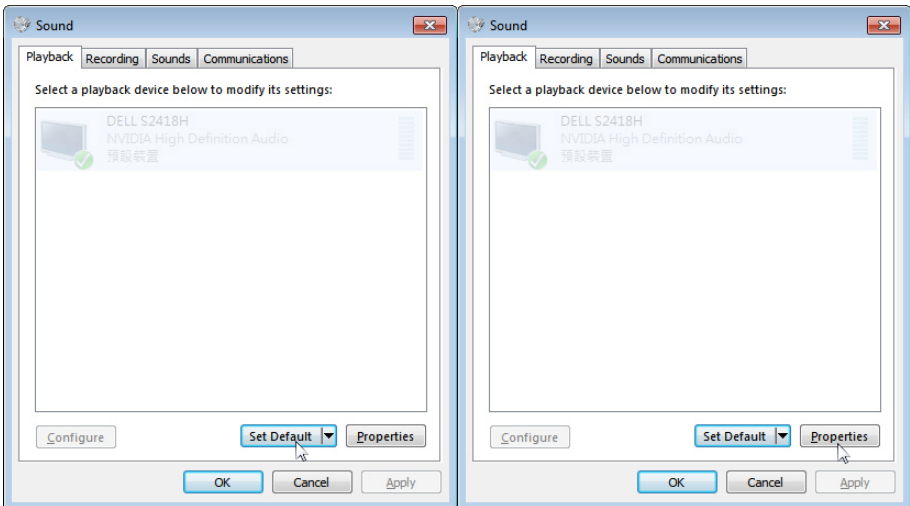 Sound
Playback Recording Sounds Communications
Select a playback device below to modify its settings:
DELL S2418H
NVIDIA High Definition Audio
預設裝置
Configure Set Default Properties
OK Cancel Apply
Sound
Playback Recording Sounds Communications
Select a playback device below to modify its settings:
DELL S2418H
NVIDIA High Definition Audio
預設裝置
Configure Set Default Properties
OK Cancel Apply